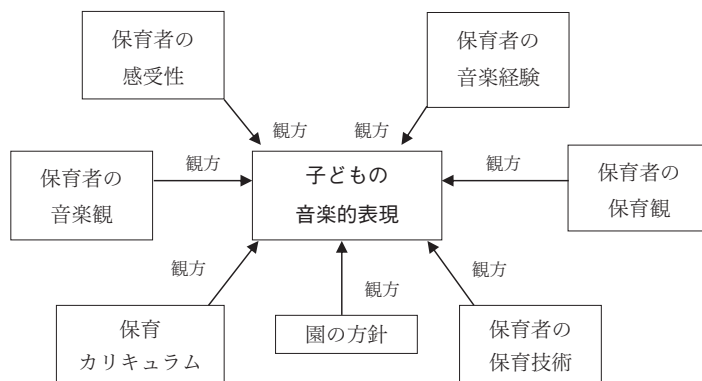 保育者の
感受性
保育者の
音楽経験
観方
観方
保育者の
音楽観
観方
子どもの
音楽的表現
観方
保育者の
保育観
観方
観方
観方
保育
カリキュラム
園の方針
保育者の
保育技術